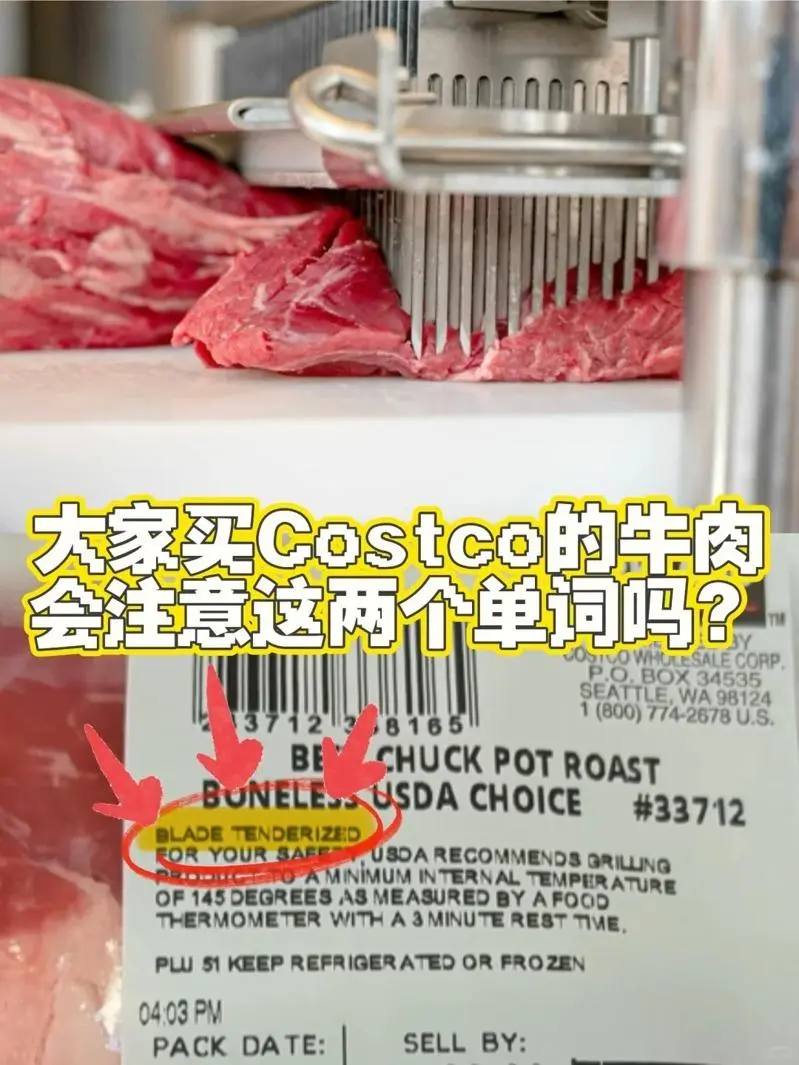 大家买Costco的牛肉
会注意这两个单词吗？
BY
COSTCO WHOLESALE CORP.
P.O. BOX 34535
SEATTLE, WA 98124
1 (800) 774-2678 U.S.
TM
CHUCK POT ROAST
BONELESS USDA CHOICE #33712
BLADE TENDERIZED
FOR YOUR SAFETY, USDA RECOMMENDS GRILLING
PRODUCT TO A MINIMUM INTERNAL TEMPERATURE
OF 145 DEGREES AS MEASURED BY A FOOD
THERMOMETER WITH A 3 MINUTE REST TIME.
PLU 51 KEEP REFRIGERATED OR FROZEN
04:03 PM
PACK DATE: SELL BY: